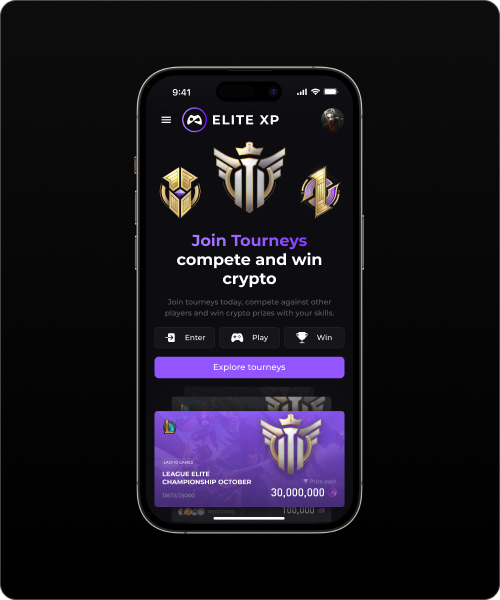 9:41
ELITE XP
Join Tourneys
compete and win
crypto
Join tourneys today, compete against other
players and win crypto prizes with your skills.
Enter
Play
Win
Explore tourneys
LAST 10 GAMES
LEAGUE ELITE
CHAMPIONSHIP OCTOBER
Prize pool
30,000,000
100,000